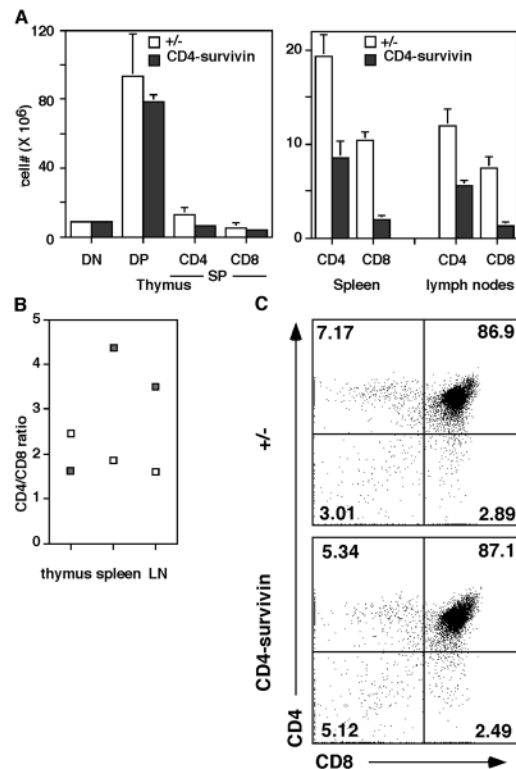 A
120
80
40
0
cell# (X 10⁶)
+/-
CD4-survivin
DN DP CD4 CD8
SP
Thymus
20
10
0
+/-
CD4-survivin
CD4 CD8 CD4 CD8
Spleen lymph nodes
B
5
4
3
2
1
0
CD4/CD8 ratio
thymus spleen LN
C
+/-
7.17 86.9
3.01 2.89
CD4-survivin
5.34 87.1
5.12 2.49
CD4
CD8